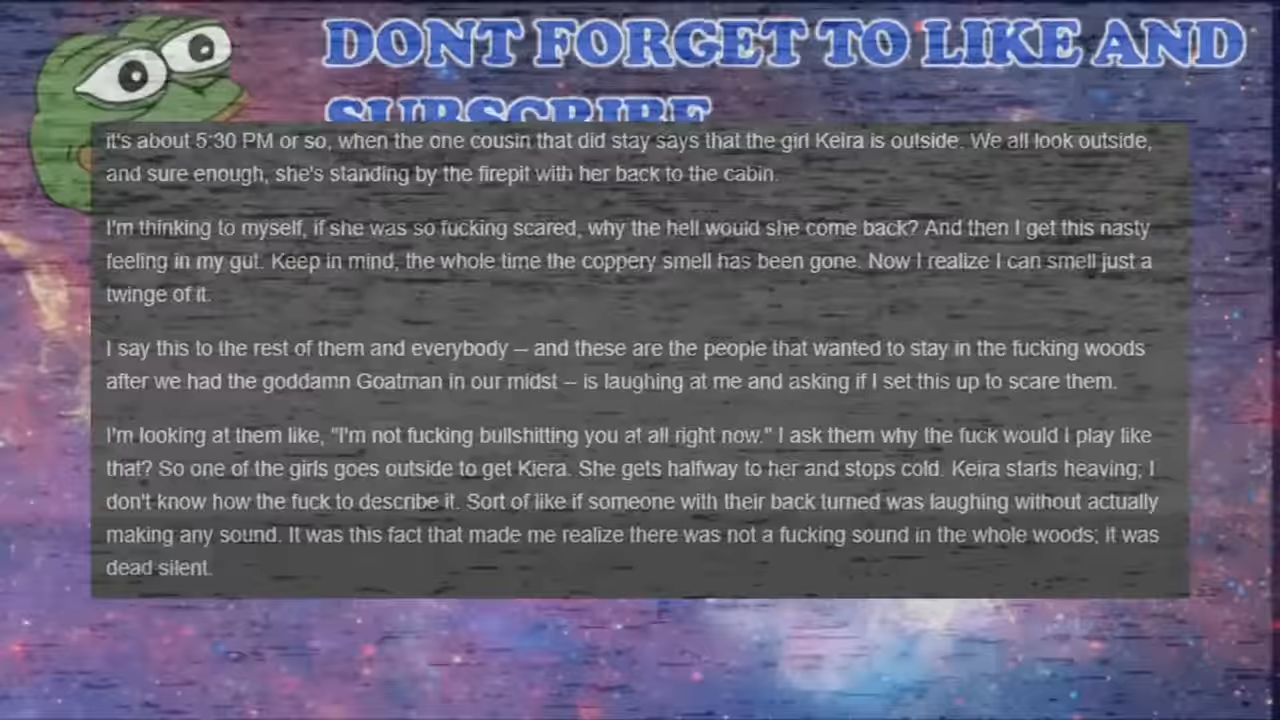 DONT FORGET TO LIKE AND
SUBSCRIBE
it's about 5:30 PM or so, when the one cousin that did stay says that the girl Keira is outside. We all look outside,
and sure enough, she's standing by the firepit with her back to the cabin.
I'm thinking to myself, if she was so fucking scared, why the hell would she come back? And then I get this nasty
feeling in my gut. Keep in mind, the whole time the coppery smell has been gone. Now I realize I can smell just a
twinge of it.
I say this to the rest of them and everybody -- and these are the people that wanted to stay in the fucking woods
after we had the goddamn Goatman in our midst -- is laughing at me and asking if I set this up to scare them.
I'm looking at them like, "I'm not fucking bullshitting you at all right now." I ask them why the fuck would I play like
that? So one of the girls goes outside to get Kiera. She gets halfway to her and stops cold. Keira starts heaving; I
don't know how the fuck to describe it. Sort of like if someone with their back turned was laughing without actually
making any sound. It was this fact that made me realize there was not a fucking sound in the whole woods; it was
dead silent.